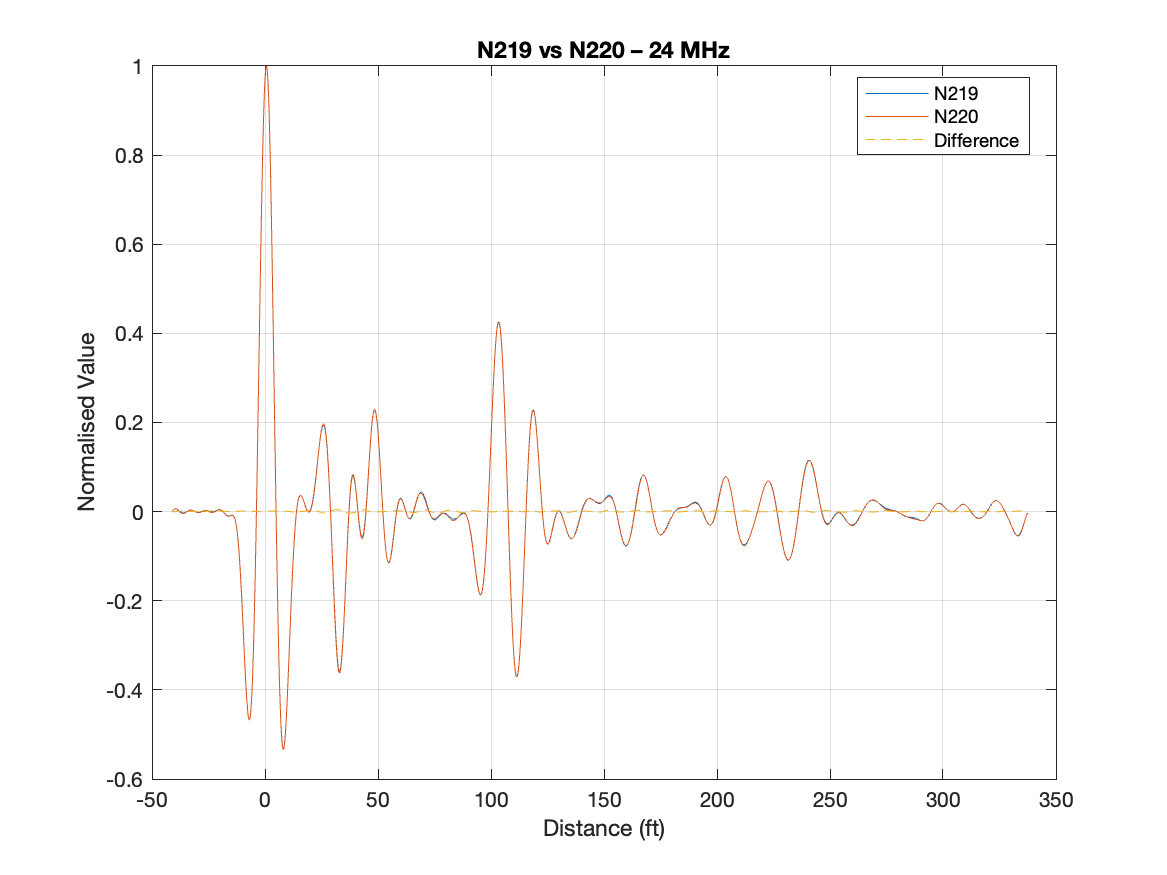 N219 vs N220 – 24 MHz
N219
N220
Difference
1
0.8
0.6
0.4
0.2
0
-0.2
-0.4
-0.6
Normalised Value
-50 0 50 100 150 200 250 300 350
Distance (ft)